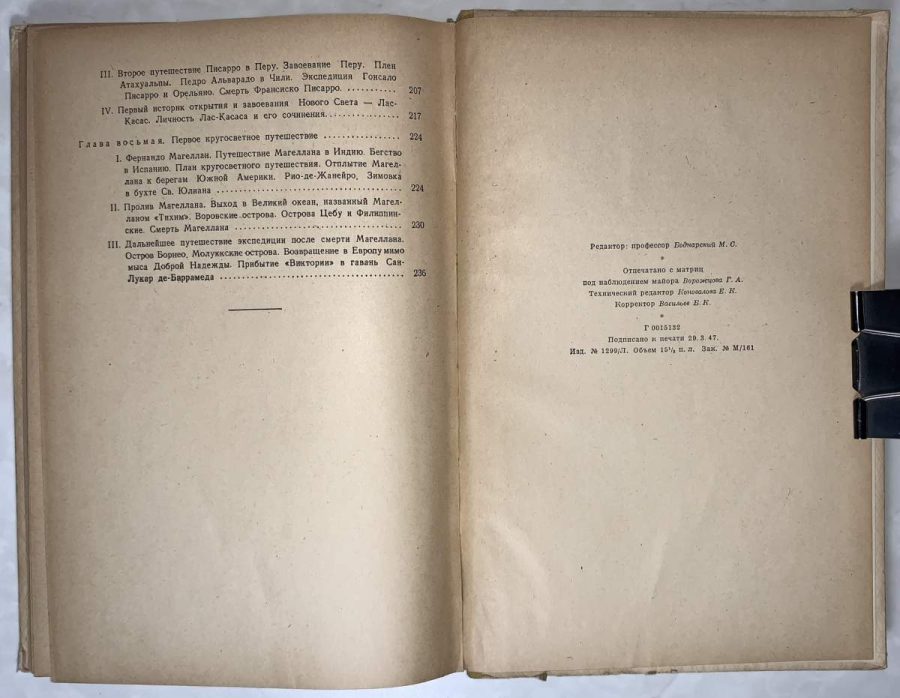 III. Второе путешествие Писарро в Перу. Завоевание Перу. Плен
Атахуальпы. Педро Альварадо в Чили. Экспедиция Гонсало
Писарро и Орельяно. Смерть Франсиско Писарро. ............ 207
IV. Первый историк открытия и завоевания Нового Света — Лас-
Касас. Личность Лас-Касаса и его сочинения. .............. 217
Глава восьмая. Первое кругосветное путешествие .............. 224
I. Фернандо Магеллан. Путешествие Магеллана в Индию. Бегство
в Испанию. План кругосветного путешествия. Отплытие Магел-
лана к берегам Южной Америки. Рио-де-Жанейро, Зимовка
в бухте Св. Юлиана .............................. 224
II. Пролив Магеллана. Выход в Великий океан, названный Магел-
ланом «Тихим». Воровские острова. Острова Цебу и Филиппин-
ские. Смерть Магеллана .............................. 230
III. Дальнейшее путешествие экспедиции после смерти Магеллана.
Остров Борнео, Молуккские острова. Возвращение в Европу мимо
мыса Доброй Надежды. Прибытие «Виктории» в гавань Сан-
Лукар де-Баррамеда .............................. 236
Редактор: профессор Боднарский М. С.
*
Отпечатано с матриц
под наблюдением майора Ворожцова Г. А.
Технический редактор Коновалова Е. К.
Корректор Васильев Б. К.
*
Г 0015132
Подписано к печати 29. 3. 47.
Изд. № 1299/Л. Объем 15½ п. л. Зак. № М/161